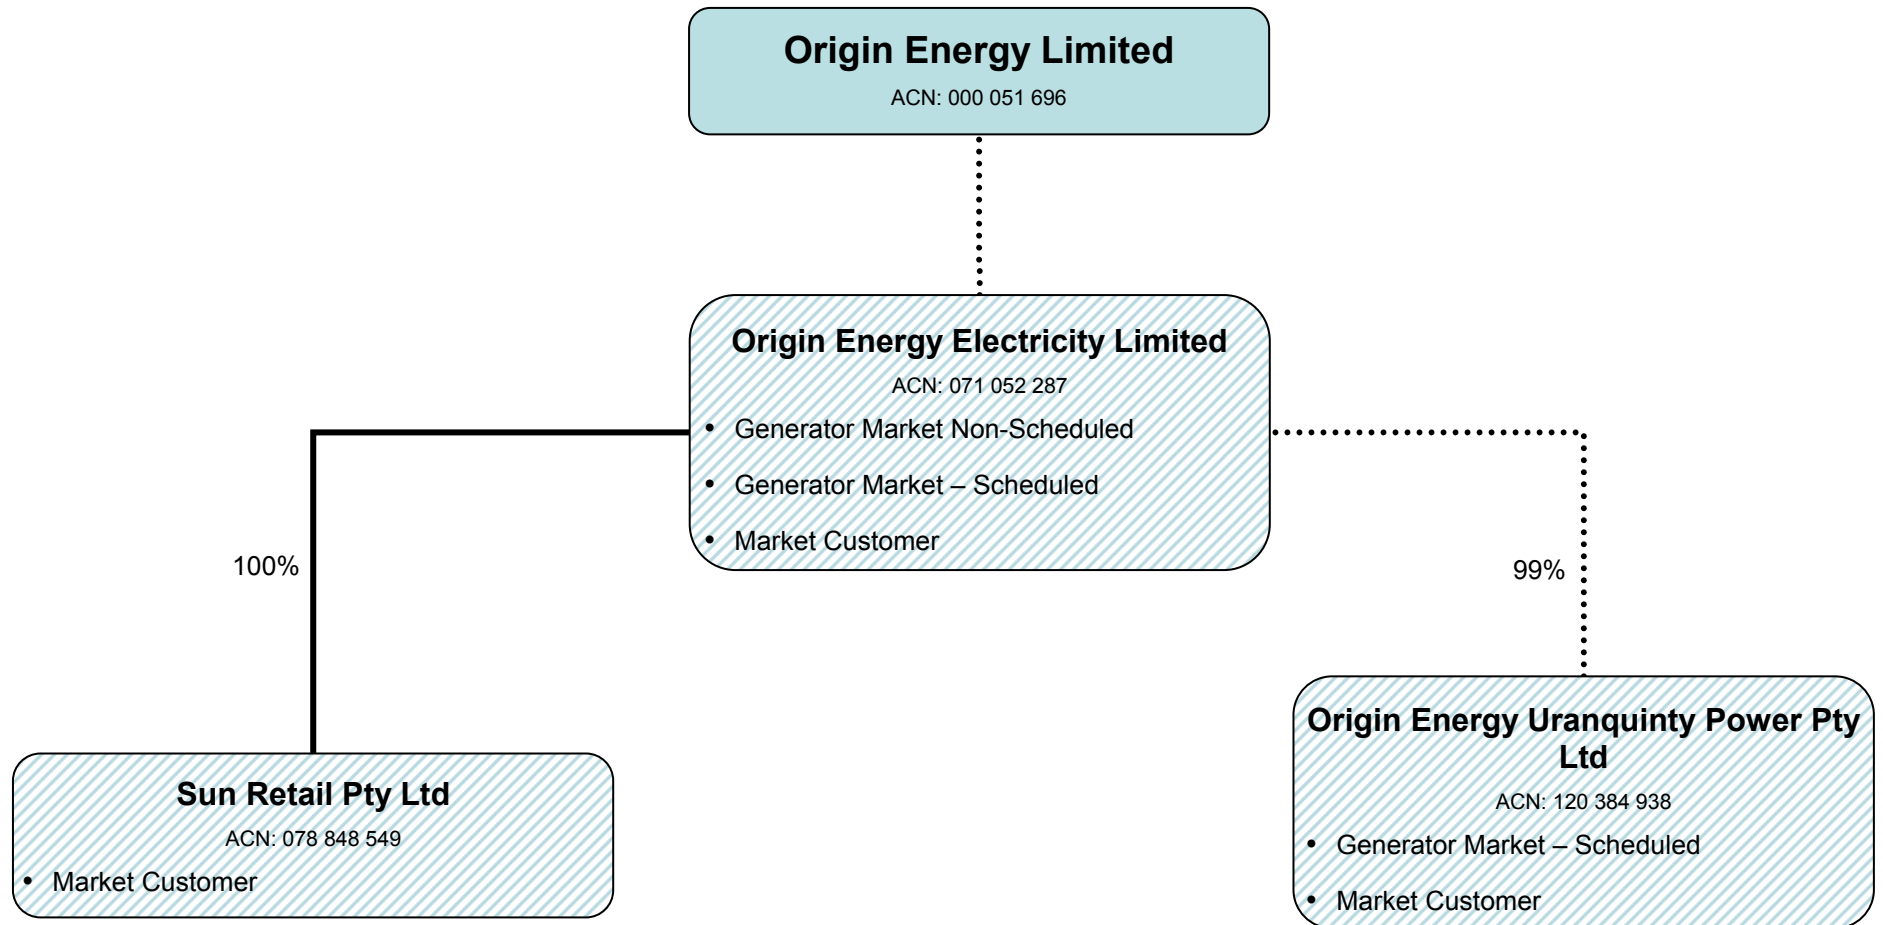 Origin Energy Limited
ACN: 000 051 696
Origin Energy Electricity Limited
ACN: 071 052 287
• Generator Market Non-Scheduled
• Generator Market – Scheduled
• Market Customer
100%
99%
Sun Retail Pty Ltd
ACN: 078 848 549
• Market Customer
Origin Energy Uranquinty Power Pty
Ltd
ACN: 120 384 938
• Generator Market – Scheduled
• Market Customer